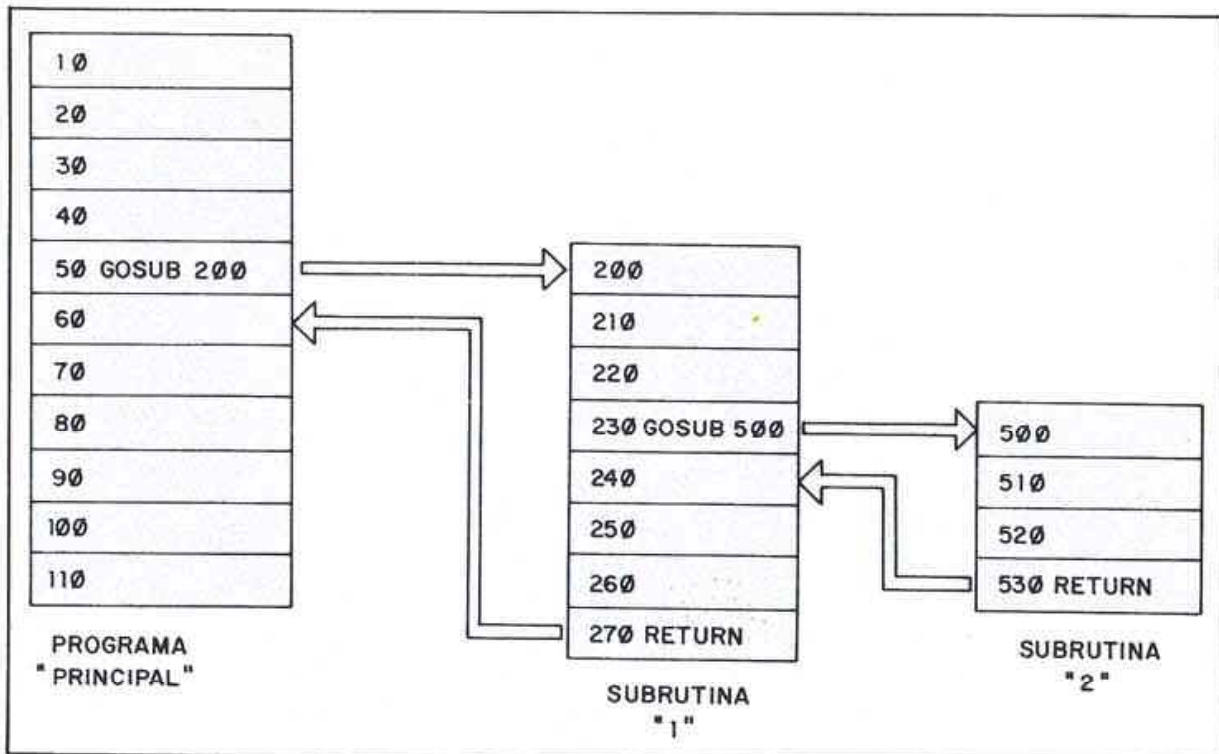 10
20
30
40
50 GOSUB 200
60
70
80
90
100
110
PROGRAMA
"PRINCIPAL"
200
210
220
230 GOSUB 500
240
250
260
270 RETURN
SUBRUTINA
"1"
500
510
520
530 RETURN
SUBRUTINA
"2"